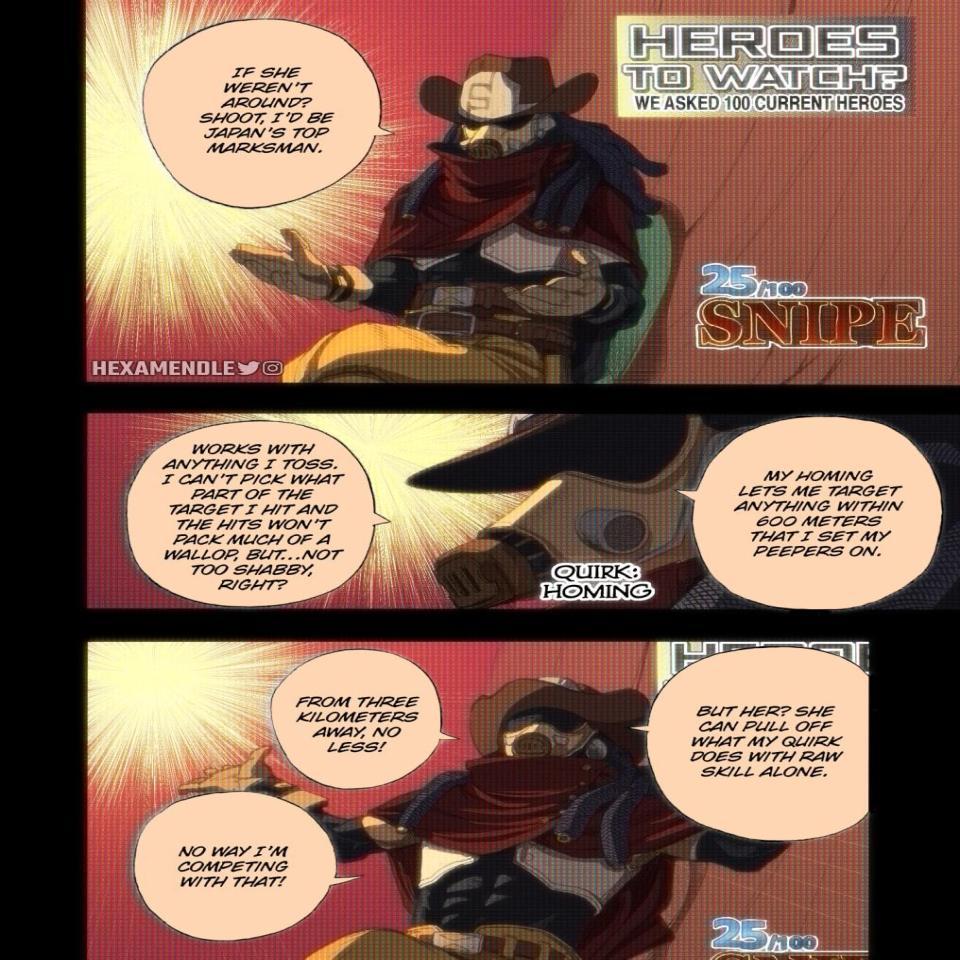 IF SHE
WEREN'T
AROUND?
SHOOT, I'D BE
JAPAN'S TOP
MARKSMAN.
HEROES
TO WATCH?
WE ASKED 100 CURRENT HEROES
S
25/100
SNIPE
HEXAMENDLE
MY HOMING
LETS ME TARGET
ANYTHING WITHIN
600 METERS
THAT I SET MY
PEEPERS ON.
QUIRK:
HOMING
WORKS WITH
ANYTHING I TOSS.
I CAN'T PICK WHAT
PART OF THE
TARGET I HIT AND
THE HITS WON'T
PACK MUCH OF A
WALLOP, BUT...NOT
TOO SHABBY,
RIGHT?
BUT HER? SHE
CAN PULL OFF
WHAT MY QUIRK
DOES WITH RAW
SKILL ALONE.
FROM THREE
KILOMETERS
AWAY, NO
LESS!
NO WAY I'M
COMPETING
WITH THAT!
25/100